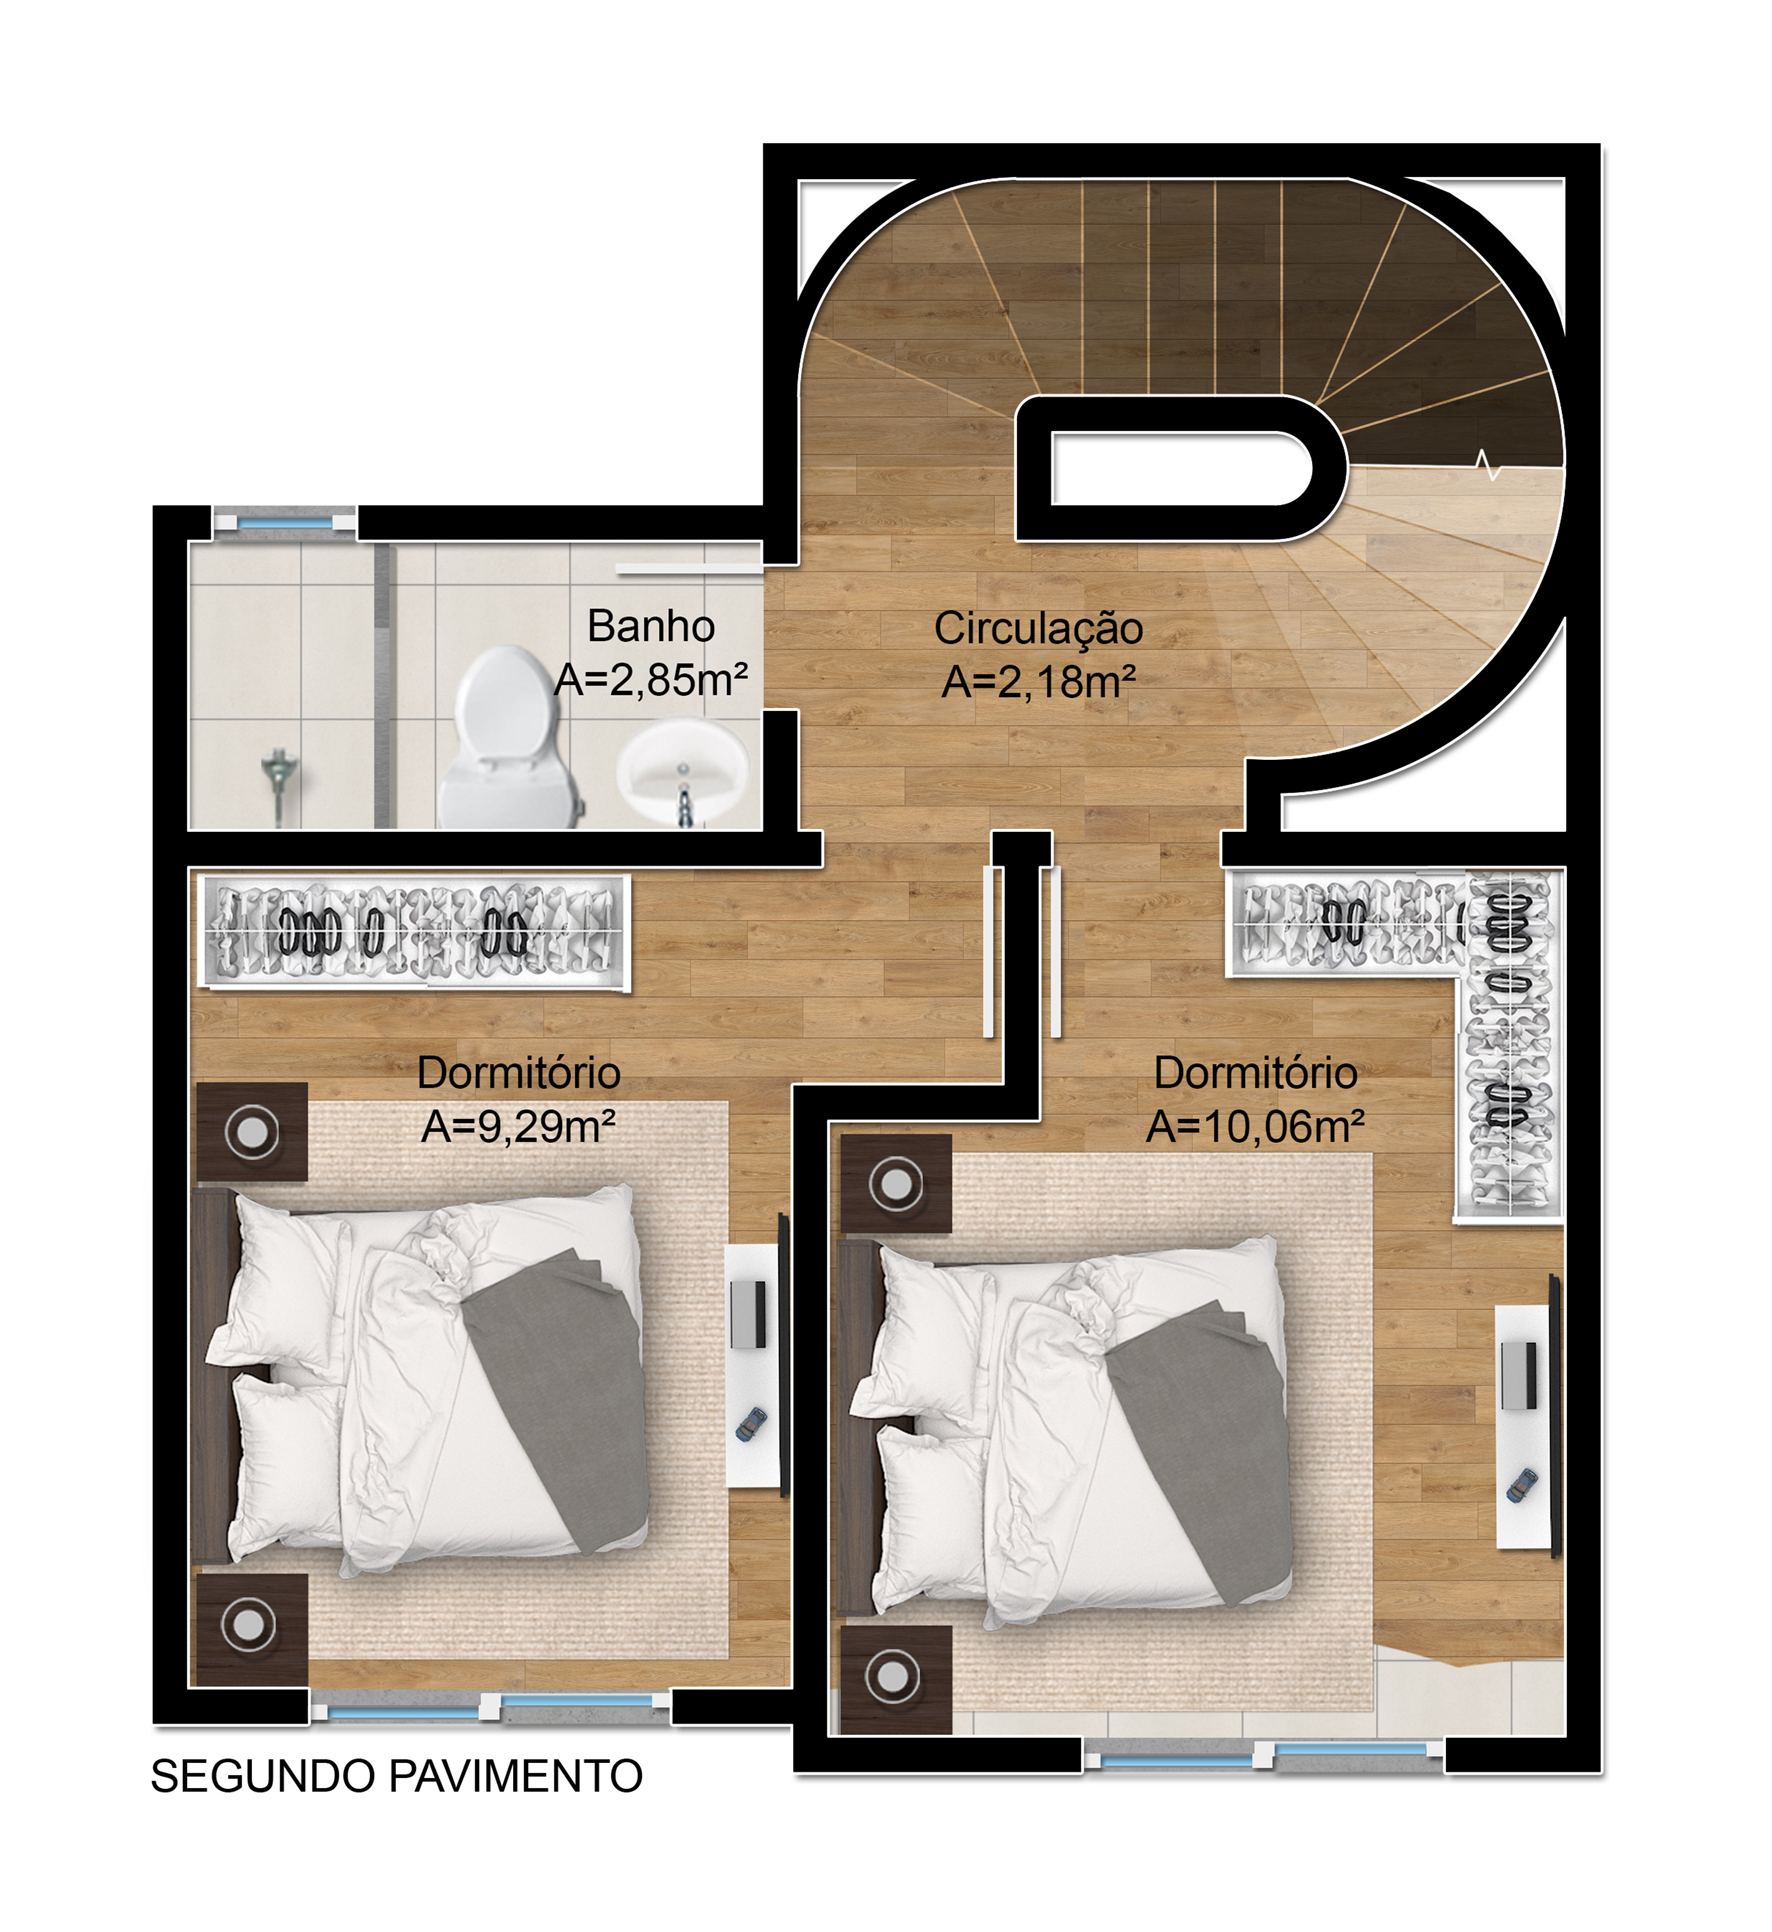 Banho
A=2,85m²
Circulação
A=2,18m²
Dormitório
A=9,29m²
Dormitório
A=10,06m²
SEGUNDO PAVIMENTO